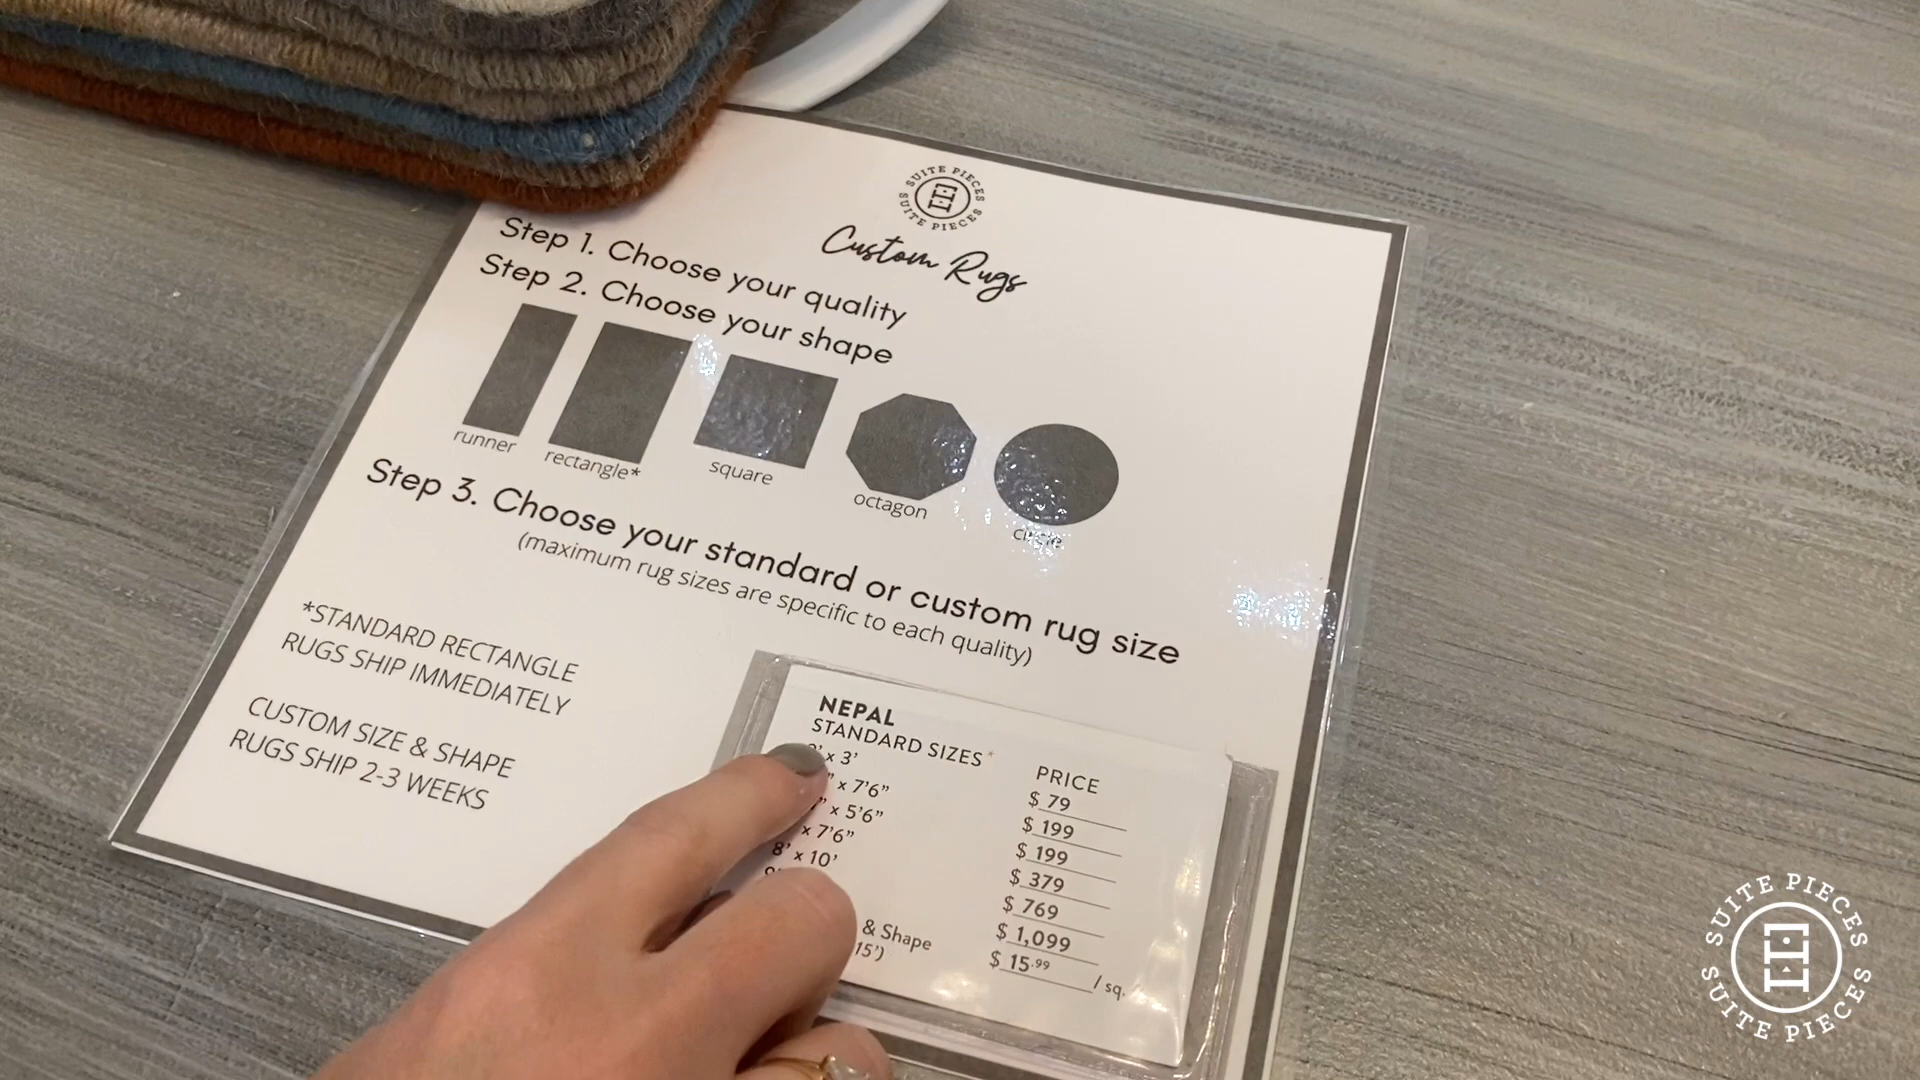 SUITE PIECES
SUITE PIECES
Custom Rugs
Step 1. Choose your quality
Step 2. Choose your shape
runner
rectangle*
square
octagon
circle
Step 3. Choose your standard or custom rug size
(maximum rug sizes are specific to each quality)
*STANDARD RECTANGLE
RUGS SHIP IMMEDIATELY
CUSTOM SIZE & SHAPE
RUGS SHIP 2-3 WEEKS
NEPAL
STANDARD SIZES*
PRICE
x 3'
$ 79
x 7'6"
$ 199
x 5'6"
$ 199
x 7'6"
$ 379
8' x 10'
$ 769
$ 1,099
& Shape
15')
$ 15.99 / sq.
SUITE PIECES
SUITE PIECES